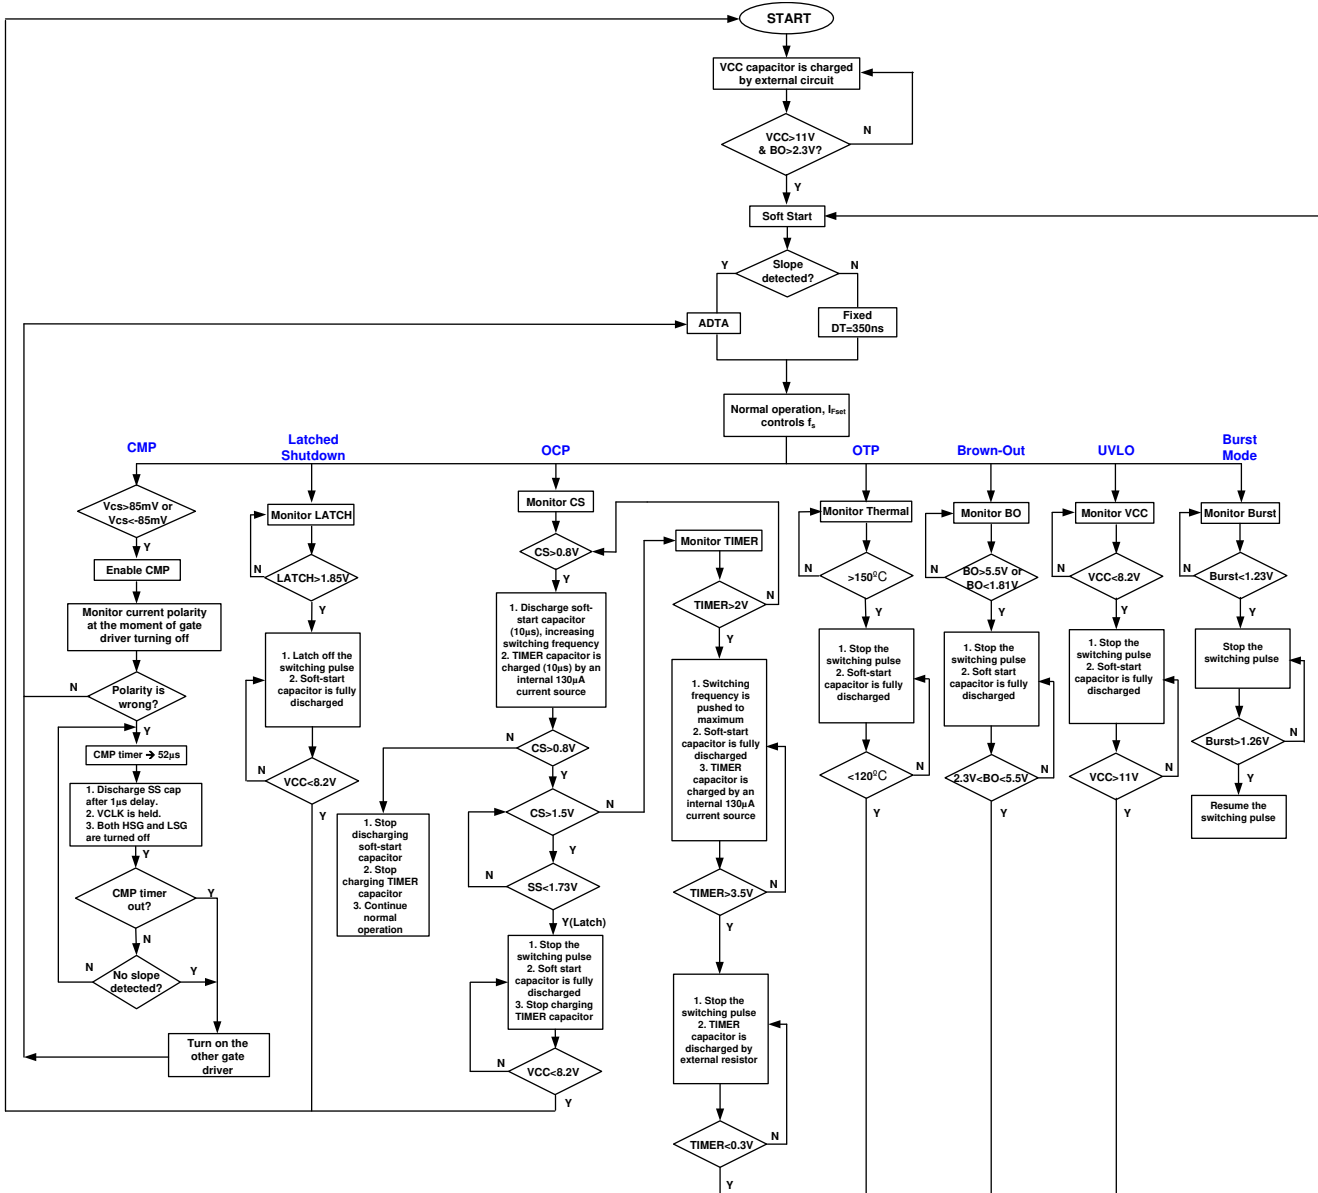 START
VCC capacitor is charged
by external circuit
VCC>11V
& BO>2.3V?
N
Y
Soft Start
Slope
detected?
Y
N
ADTA
Fixed
DT=350ns
Normal operation, IFset
controls fs
CMP
Vcs>85mV or
Vcs<-85mV
Y
Enable CMP
Monitor current polarity
at the moment of gate
driver turning off
N
Polarity is
wrong?
Y
CMP timer → 52µs
1. Discharge SS cap
after 1µs delay.
2. VCLK is held.
3. Both HSG and LSG
are turned off
Y
CMP timer
out?
Y
N
No slope
detected?
N
Y
Turn on the
other gate
driver
Latched
Shutdown
Monitor LATCH
N
LATCH>1.85V
Y
1. Latch off the
switching pulse
2. Soft-start
capacitor is fully
discharged
N
VCC<8.2V
Y
OCP
Monitor CS
CS>0.8V
Y
1. Discharge soft-
start capacitor
(10µs), increasing
switching frequency
2. TIMER capacitor is
charged (10µs) by an
internal 130µA
current source
N
CS>0.8V
Y
1. Stop
discharging
soft-start
capacitor
2. Stop
charging TIMER
capacitor
3. Continue
normal
operation
CS>1.5V
N
Y
SS<1.73V
N
Y(Latch)
1. Stop the
switching pulse
2. Soft start
capacitor is fully
discharged
3. Stop charging
TIMER capacitor
N
VCC<8.2V
Y
Monitor TIMER
TIMER>2V
N
Y
1. Switching
frequency is
pushed to
maximum
2. Soft-start
capacitor is fully
discharged
3. TIMER
capacitor is
charged by an
internal 130µA
current source
TIMER>3.5V
N
Y
1. Stop the
switching pulse
2. TIMER
capacitor is
discharged by
external resistor
TIMER<0.3V
N
Y
OTP
Monitor Thermal
N
>150℃
Y
1. Stop the
switching pulse
2. Soft-start
capacitor is fully
discharged
<120℃
N
Y
Brown-Out
Monitor BO
N
BO>5.5V or
BO<1.81V
Y
1. Stop the
switching pulse
2. Soft start
capacitor is fully
discharged
2.3V<BO<5.5V
N
Y
UVLO
Monitor VCC
N
VCC<8.2V
Y
1. Stop the
switching pulse
2. Soft-start
capacitor is fully
discharged
VCC>11V
N
Y
Burst
Mode
Monitor Burst
N
Burst<1.23V
Y
Stop the
switching pulse
Burst>1.26V
N
Y
Resume the
switching pulse